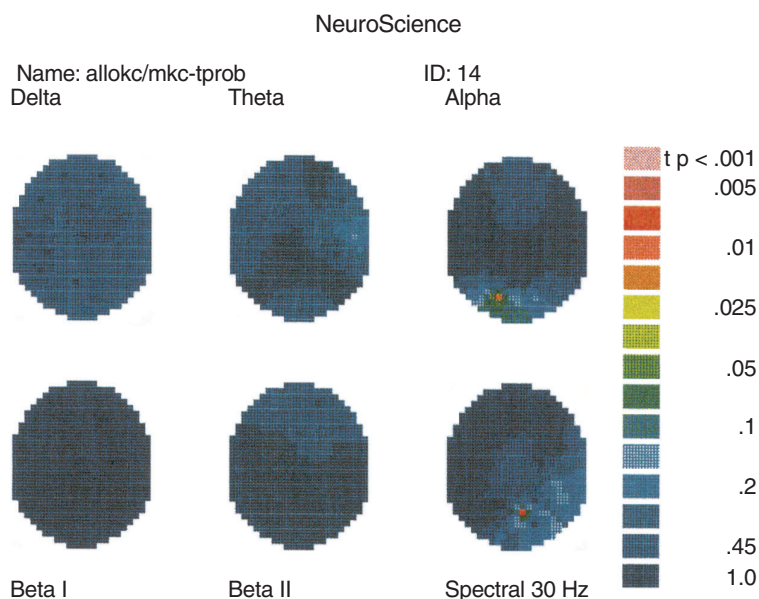 NeuroScience
Name: allokc/mkc-tprob ID: 14
Delta Theta Alpha
t p < .001
.005
.01
.025
.05
.1
.2
.45
1.0
Beta I Beta II Spectral 30 Hz